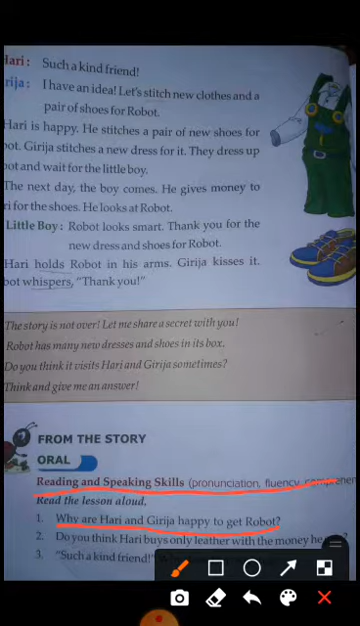 Hari: Such a kind friend!
rija: I have an idea! Let's stitch new clothes and a
pair of shoes for Robot.
Hari is happy. He stitches a pair of new shoes for
bot. Girija stitches a new dress for it. They dress up
bot and wait for the little boy.
The next day, the boy comes. He gives money to
ri for the shoes. He looks at Robot.
Little Boy: Robot looks smart. Thank you for the
new dress and shoes for Robot.
Hari holds Robot in his arms. Girija kisses it.
bot whispers, "Thank you!"
The story is not over! Let me share a secret with you!
Robot has many new dresses and shoes in its box.
Do you think it visits Hari and Girija sometimes?
Think and give me an answer!
FROM THE STORY
ORAL
Reading and Speaking Skills (pronunciation, fluency, comprehen
Read the lesson aloud.
1. Why are Hari and Girija happy to get Robot?
2. Do you think Hari buys only leather with the money he
3. "Such a kind friend!"